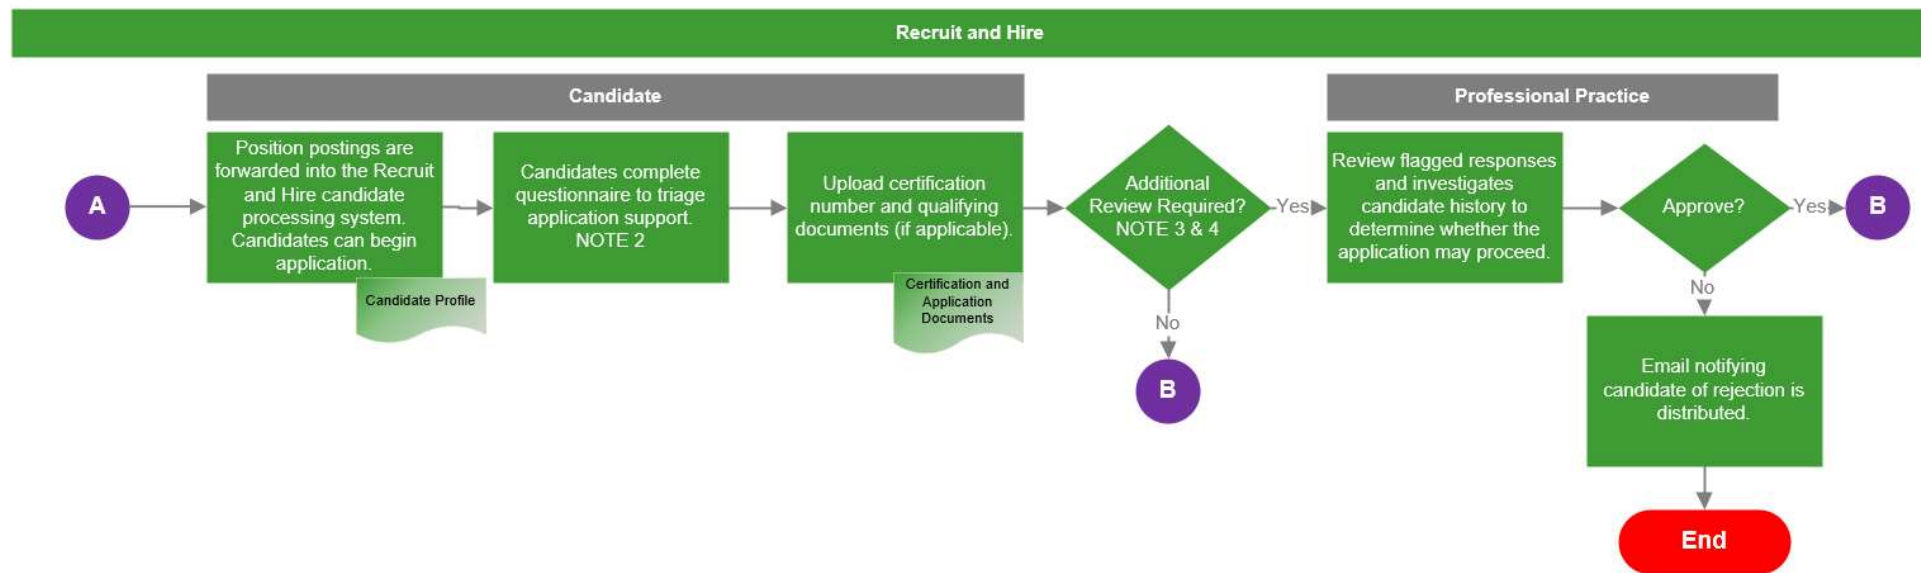 Recruit and Hire
Candidate
Professional Practice
A
Position postings are
forwarded into the Recruit
and Hire candidate
processing system.
Candidates can begin
application.
Candidate Profile
Candidates complete
questionnaire to triage
application support.
NOTE 2
Upload certification
number and qualifying
documents (if applicable).
Certification and
Application
Documents
Additional
Review Required?
NOTE 3 & 4
Yes
No
B
Review flagged responses
and investigates
candidate history to
determine whether the
application may proceed.
Approve?
Yes
B
No
Email notifying
candidate of rejection is
distributed.
End